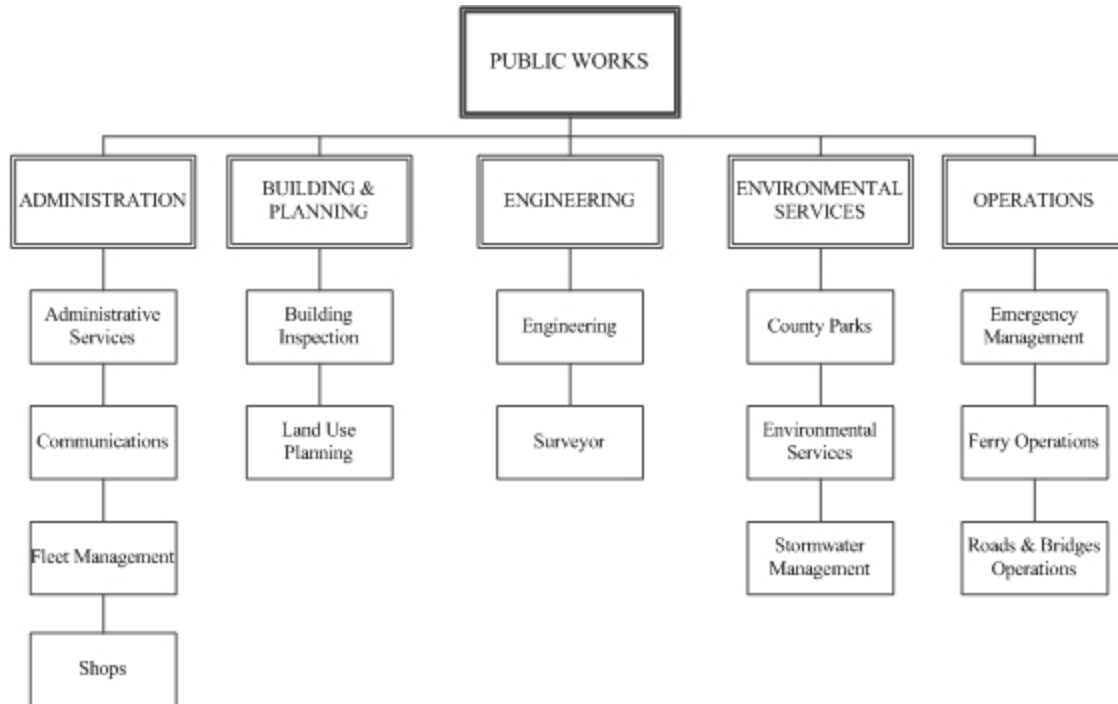 PUBLIC WORKS
ADMINISTRATION
BUILDING &
PLANNING
ENGINEERING
ENVIRONMENTAL
SERVICES
OPERATIONS
Administrative
Services
Building
Inspection
Engineering
County Parks
Emergency
Management
Communications
Land Use
Planning
Surveyor
Environmental
Services
Ferry Operations
Fleet Management
Stormwater
Management
Roads & Bridges
Operations
Shops